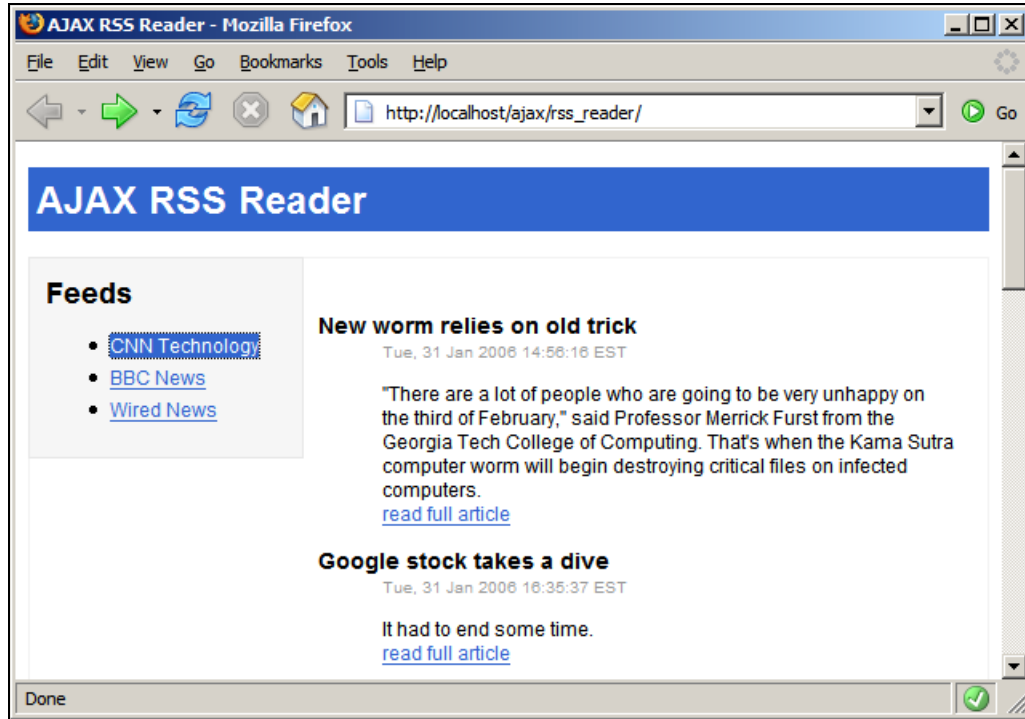 AJAX RSS Reader - Mozilla Firefox
File Edit View Go Bookmarks Tools Help
http://localhost/ajax/rss_reader/ Go
AJAX RSS Reader
Feeds
CNN Technology
BBC News
Wired News
New worm relies on old trick
Tue, 31 Jan 2006 14:56:16 EST
"There are a lot of people who are going to be very unhappy on
the third of February," said Professor Merrick Furst from the
Georgia Tech College of Computing. That's when the Kama Sutra
computer worm will begin destroying critical files on infected
computers.
read full article
Google stock takes a dive
Tue, 31 Jan 2006 16:35:37 EST
It had to end some time.
read full article
Done